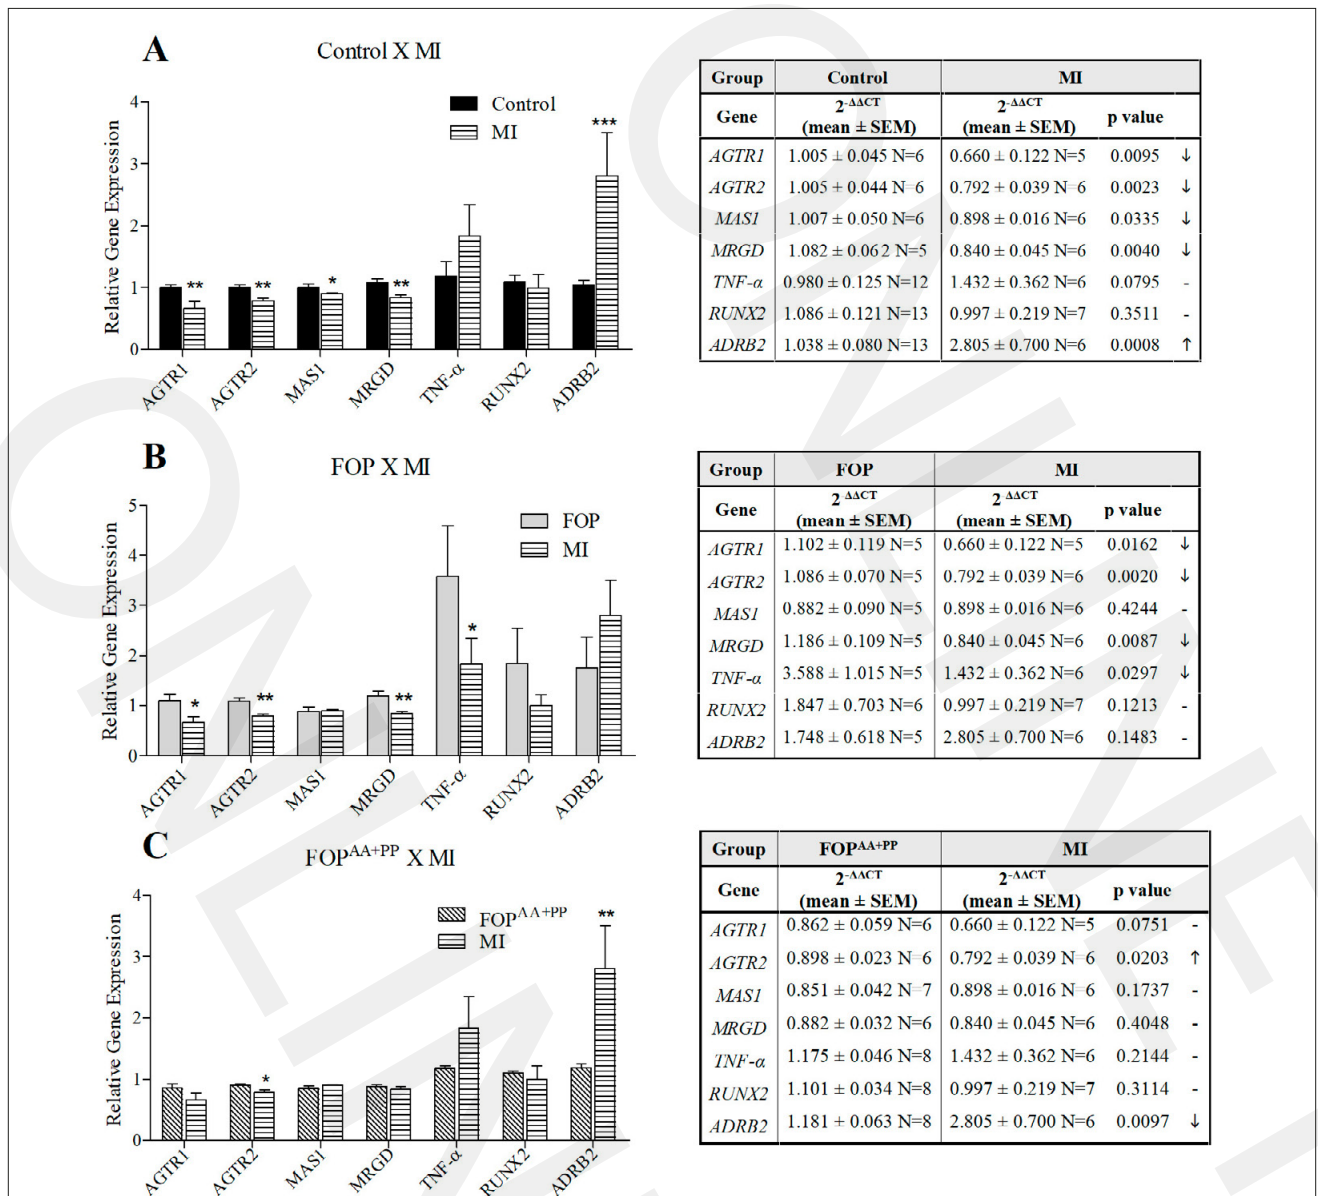 A
Control X MI
Relative Gene Expression
4
3
2
1
0
Control
MI
** ** * ** ***
AGTR1 AGTR2 MAS1 MRGD TNF-α RUNX2 ADRB2
Group Control MI
Gene 2-ΔΔCT (mean ± SEM) 2-ΔΔCT (mean ± SEM) p value
AGTR1 1.005 ± 0.045 N=6 0.660 ± 0.122 N=5 0.0095 ↓
AGTR2 1.005 ± 0.044 N=6 0.792 ± 0.039 N=6 0.0023 ↓
MAS1 1.007 ± 0.050 N=6 0.898 ± 0.016 N=6 0.0335 ↓
MRGD 1.082 ± 0.062 N=5 0.840 ± 0.045 N=6 0.0040 ↓
TNF-α 0.980 ± 0.125 N=12 1.432 ± 0.362 N=6 0.0795 -
RUNX2 1.086 ± 0.121 N=13 0.997 ± 0.219 N=7 0.3511 -
ADRB2 1.038 ± 0.080 N=13 2.805 ± 0.700 N=6 0.0008 ↑
B
FOP X MI
Relative Gene Expression
5
4
3
2
1
0
FOP
MI
* ** ** *
AGTR1 AGTR2 MAS1 MRGD TNF-α RUNX2 ADRB2
Group FOP MI
Gene 2-ΔΔCT (mean ± SEM) 2-ΔΔCT (mean ± SEM) p value
AGTR1 1.102 ± 0.119 N=5 0.660 ± 0.122 N=5 0.0162 ↓
AGTR2 1.086 ± 0.070 N=5 0.792 ± 0.039 N=6 0.0020 ↓
MAS1 0.882 ± 0.090 N=5 0.898 ± 0.016 N=6 0.4244 -
MRGD 1.186 ± 0.109 N=5 0.840 ± 0.045 N=6 0.0087 ↓
TNF-α 3.588 ± 1.015 N=5 1.432 ± 0.362 N=6 0.0297 ↓
RUNX2 1.847 ± 0.703 N=6 0.997 ± 0.219 N=7 0.1213 -
ADRB2 1.748 ± 0.618 N=5 2.805 ± 0.700 N=6 0.1483 -
C
FOPAA+PP X MI
Relative Gene Expression
4
3
2
1
0
FOPAA+PP
MI
* **
AGTR1 AGTR2 MAS1 MRGD TNF-α RUNX2 ADRB2
Group FOPAA+PP MI
Gene 2-ΔΔCT (mean ± SEM) 2-ΔΔCT (mean ± SEM) p value
AGTR1 0.862 ± 0.059 N=6 0.660 ± 0.122 N=5 0.0751 -
AGTR2 0.898 ± 0.023 N=6 0.792 ± 0.039 N=6 0.0203 ↑
MAS1 0.851 ± 0.042 N=7 0.898 ± 0.016 N=6 0.1737 -
MRGD 0.882 ± 0.032 N=6 0.840 ± 0.045 N=6 0.4048 -
TNF-α 1.175 ± 0.046 N=8 1.432 ± 0.362 N=6 0.2144 -
RUNX2 1.101 ± 0.034 N=8 0.997 ± 0.219 N=7 0.3114 -
ADRB2 1.181 ± 0.063 N=8 2.805 ± 0.700 N=6 0.0097 ↓